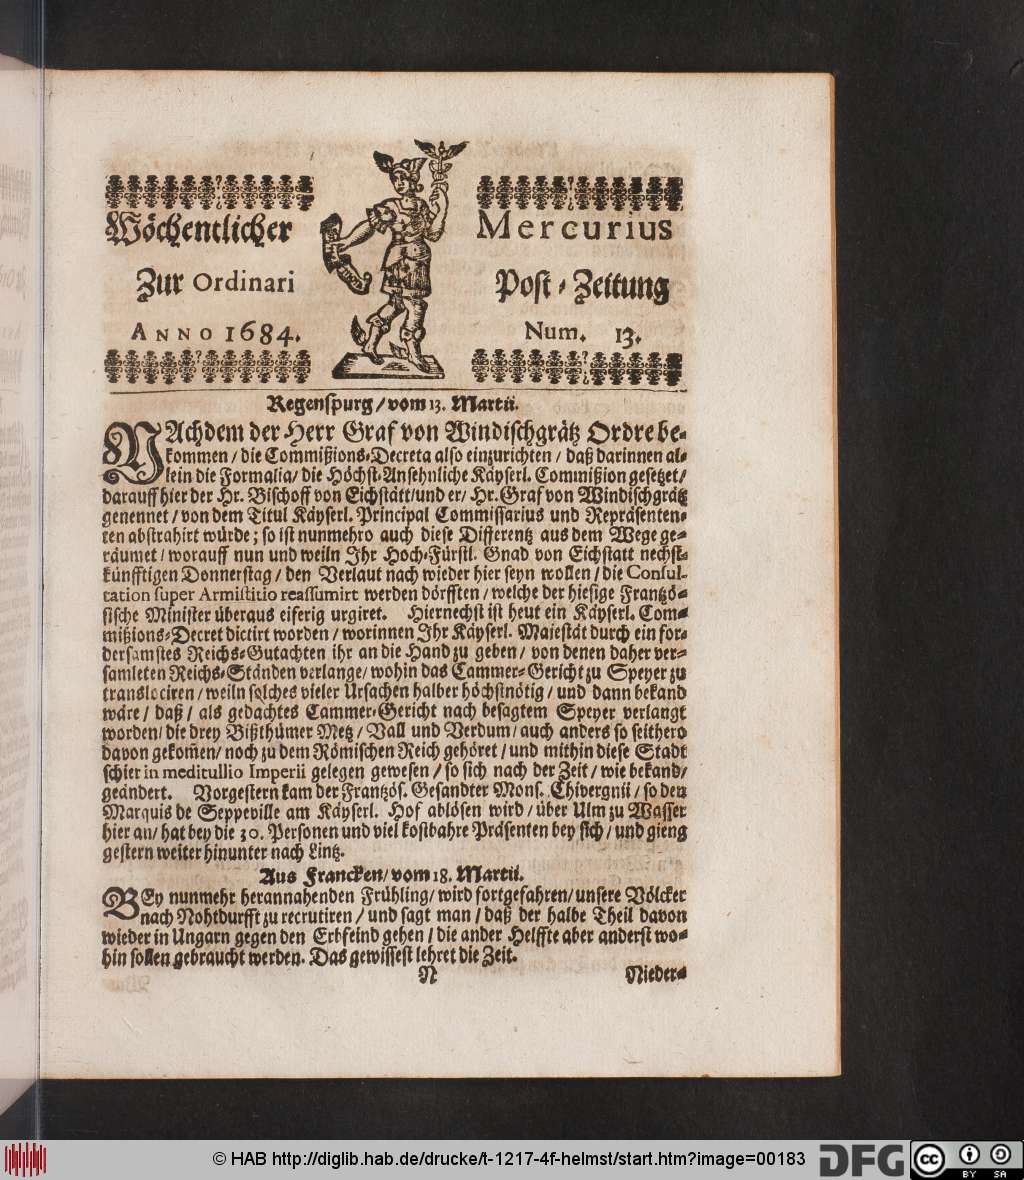 Wöchentlicher Mercurius
Zur Ordinari Post-Zeitung
ANNO 1684. Num. 13.
Regenspurg / vom 13. Martii.
NAchdem der Herr Graf von Windischgrätz Ordre be-
kommen / die Commißions-Decreta also einzurichten / daß darinnen al-
lein die Formalia / die Höchst-Ansehnliche Käyserl. Commißion gesetzet /
darauff hier der Hr. Bischoff von Eichstätt / und er / Hr. Graf von Windischgrätz
genennet / von dem Titul Käyserl. Principal Commissarius und Repräsenten-
ten abstrahirt würde; so ist nunmehro auch diese Differentz aus dem Wege ge-
räumet / worauff nun und weiln Ihr Hoch-Fürstl. Gnad von Eichstatt nechst-
künfftigen Donnerstag / den Verlaut nach wieder hier seyn wollen / die Consul-
tation super Armistitio reassumirt werden dörfften / welche der hiesige Frantzö-
sische Minister überaus eiferig urgiret. Hiernechst ist heut ein Käyserl. Com-
mißions-Decret dictirt worden / worinnen Ihr Käyserl. Maiestät durch ein for-
dersamstes Reichs-Gutachten ihr an die Hand zu geben / von denen daher ver-
samleten Reichs-Ständen verlange / wohin das Cammer-Gericht zu Speyer zu
translociren / weiln solches vieler Ursachen halber höchstnötig / und dann bekand
wäre / daß / als gedachtes Cammer-Gericht nach besagtem Speyer verlangt
worden / die drey Bißthümer Metz / Vall und Verdum / auch anders so seithero
davon gekom̃en / noch zu dem Römischen Reich gehöret / und mithin diese Stadt
schier in meditullio Imperii gelegen gewesen / so sich nach der Zeit / wie bekand /
geändert. Vorgestern kam der Frantzös. Gesandter Mons. Chivergnii / so den
Marquis de Seppeville am Käyserl. Hof ablösen wird / über Ulm zu Wasser
hier an / hat bey die 30. Personen und viel kostbahre Präsenten bey sich / und gieng
gestern weiter hinunter nach Lintz.
Aus Francken / vom 18. Martii.
BEy nunmehr herannahenden Frühling / wird fortgefahren / unsere Völcker
nach Nohtdurfft zu recrutiren / und sagt man / daß der halbe Theil davon
wieder in Ungarn gegen den Erbfeind gehen / die ander Helffte aber anderst wo-
hin sollen gebraucht werden. Das gewissest lehret die Zeit.
N Nieder-
© HAB http://diglib.hab.de/drucke/t-1217-4f-helmst/start.htm?image=00183
DFG
cc BY SA